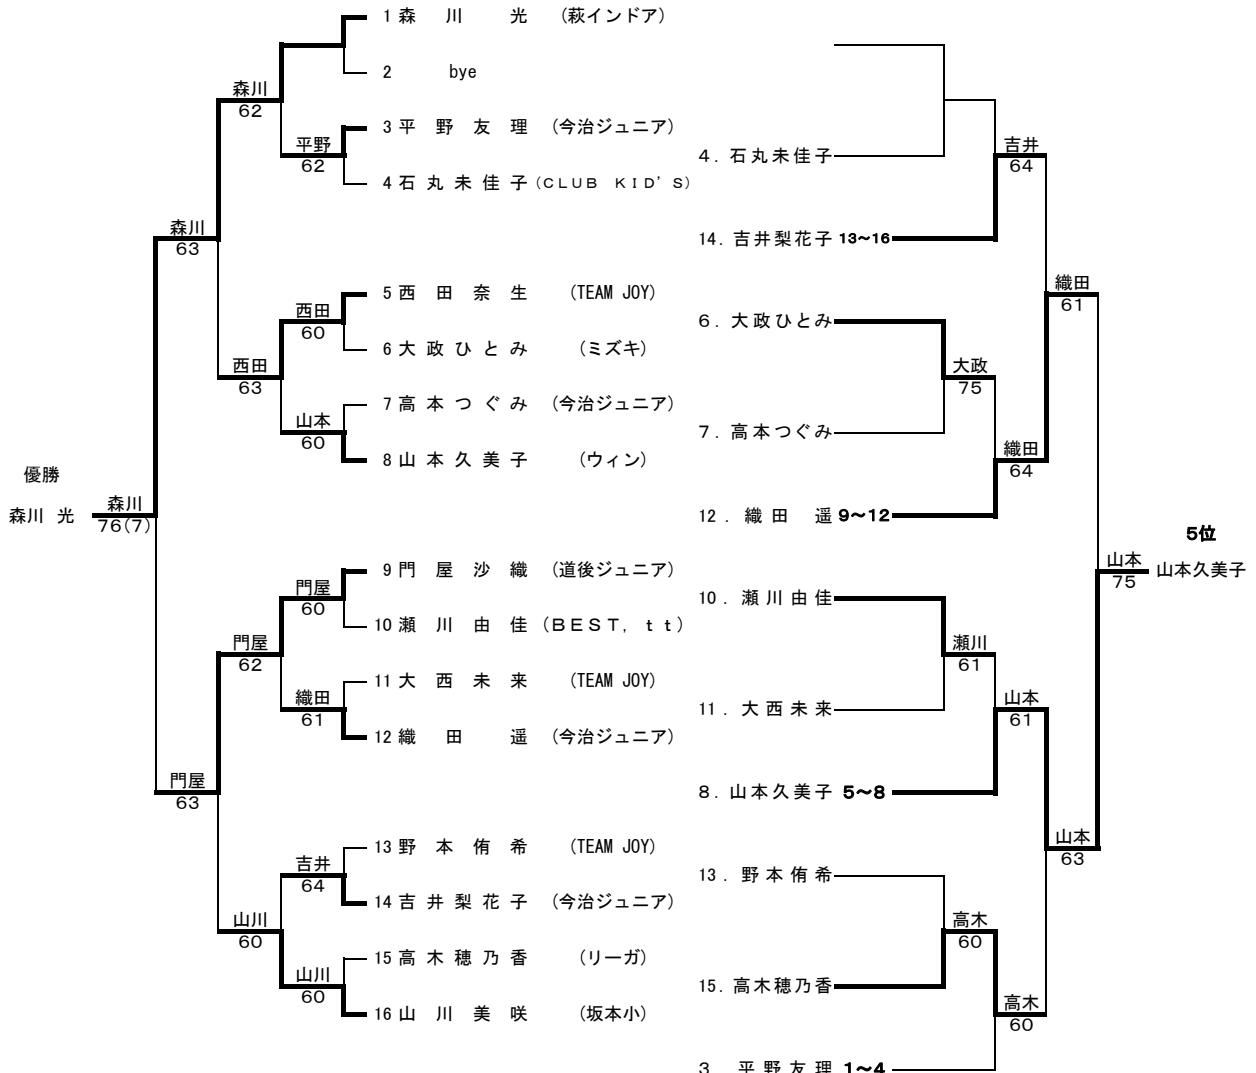 1 森 川 光 (萩インドア)
2 bye
森川
62
3 平 野 友 理 (今治ジュニア)
平野
62
4 石 丸 未 佳 子 (CLUB KID'S)
森川
63
5 西 田 奈 生 (TEAM JOY)
西田
60
6 大 政 ひ と み (ミズキ)
西田
63
7 高 本 つ ぐ み (今治ジュニア)
山本
60
8 山 本 久 美 子 (ウィン)
優勝
森川 光
森川
76(7)
9 門 屋 沙 織 (道後ジュニア)
門屋
60
10 瀬 川 由 佳 (BEST, tt)
門屋
62
11 大 西 未 来 (TEAM JOY)
織田
61
12 織 田 遥 (今治ジュニア)
門屋
63
13 野 本 侑 希 (TEAM JOY)
吉井
64
14 吉 井 梨 花 子 (今治ジュニア)
山川
60
15 高 木 穂 乃 香 (リーガ)
山川
60
16 山 川 美 咲 (坂本小)
4. 石丸未佳子
吉井
64
14. 吉井梨花子 13～16
織田
61
6. 大政ひとみ
大政
75
7. 高本つぐみ
織田
64
12. 織田 遥 9～12
5位
山本
75
山本久美子
10. 瀬川由佳
瀬川
61
11. 大西未来
山本
61
8. 山本久美子 5～8
山本
63
13. 野本侑希
高木
60
15. 高木穂乃香
高木
60
3. 平野友理 1～4